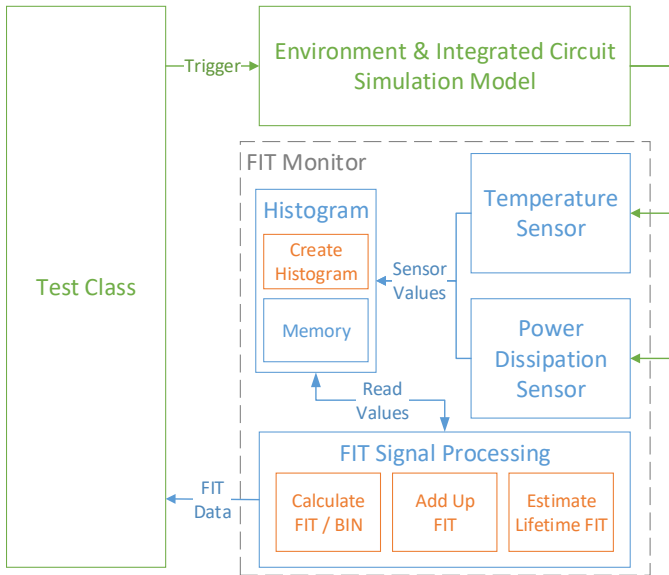 Test Class
Trigger
Environment & Integrated Circuit
Simulation Model
FIT Monitor
Histogram
Create
Histogram
Memory
Sensor
Values
Temperature
Sensor
Power
Dissipation
Sensor
Read
Values
FIT Signal Processing
Calculate
FIT / BIN
Add Up
FIT
Estimate
Lifetime FIT
FIT
Data